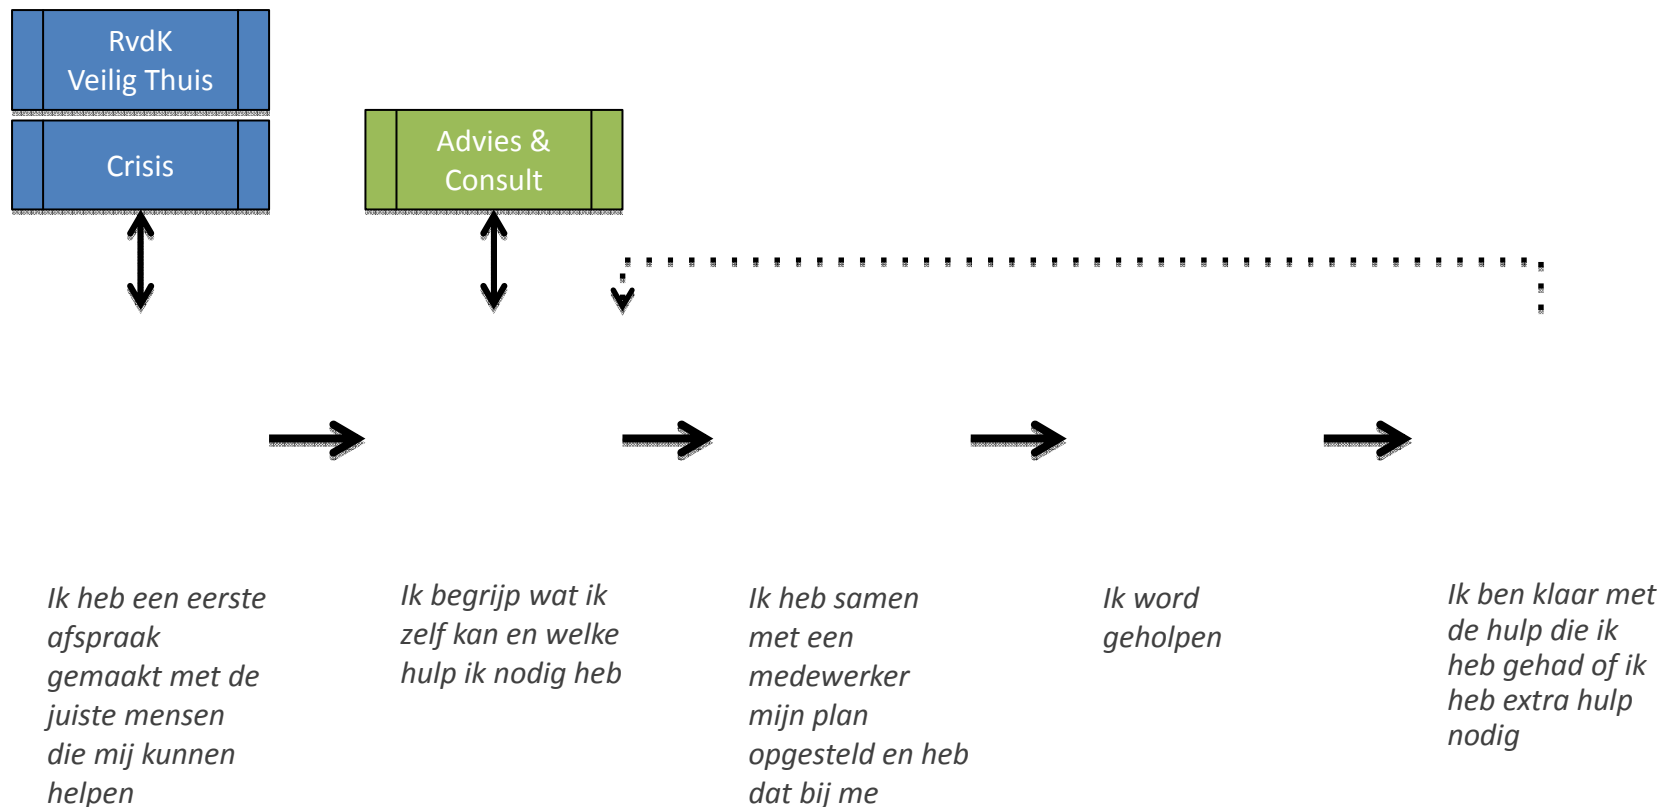 RvdK
Veilig Thuis
Crisis
Advies &
Consult
Ik heb een eerste
afspraak
gemaakt met de
juiste mensen
die mij kunnen
helpen
Ik begrijp wat ik
zelf kan en welke
hulp ik nodig heb
Ik heb samen
met een
medewerker
mijn plan
opgesteld en heb
dat bij me
Ik word
geholpen
Ik ben klaar met
de hulp die ik
heb gehad of ik
heb extra hulp
nodig